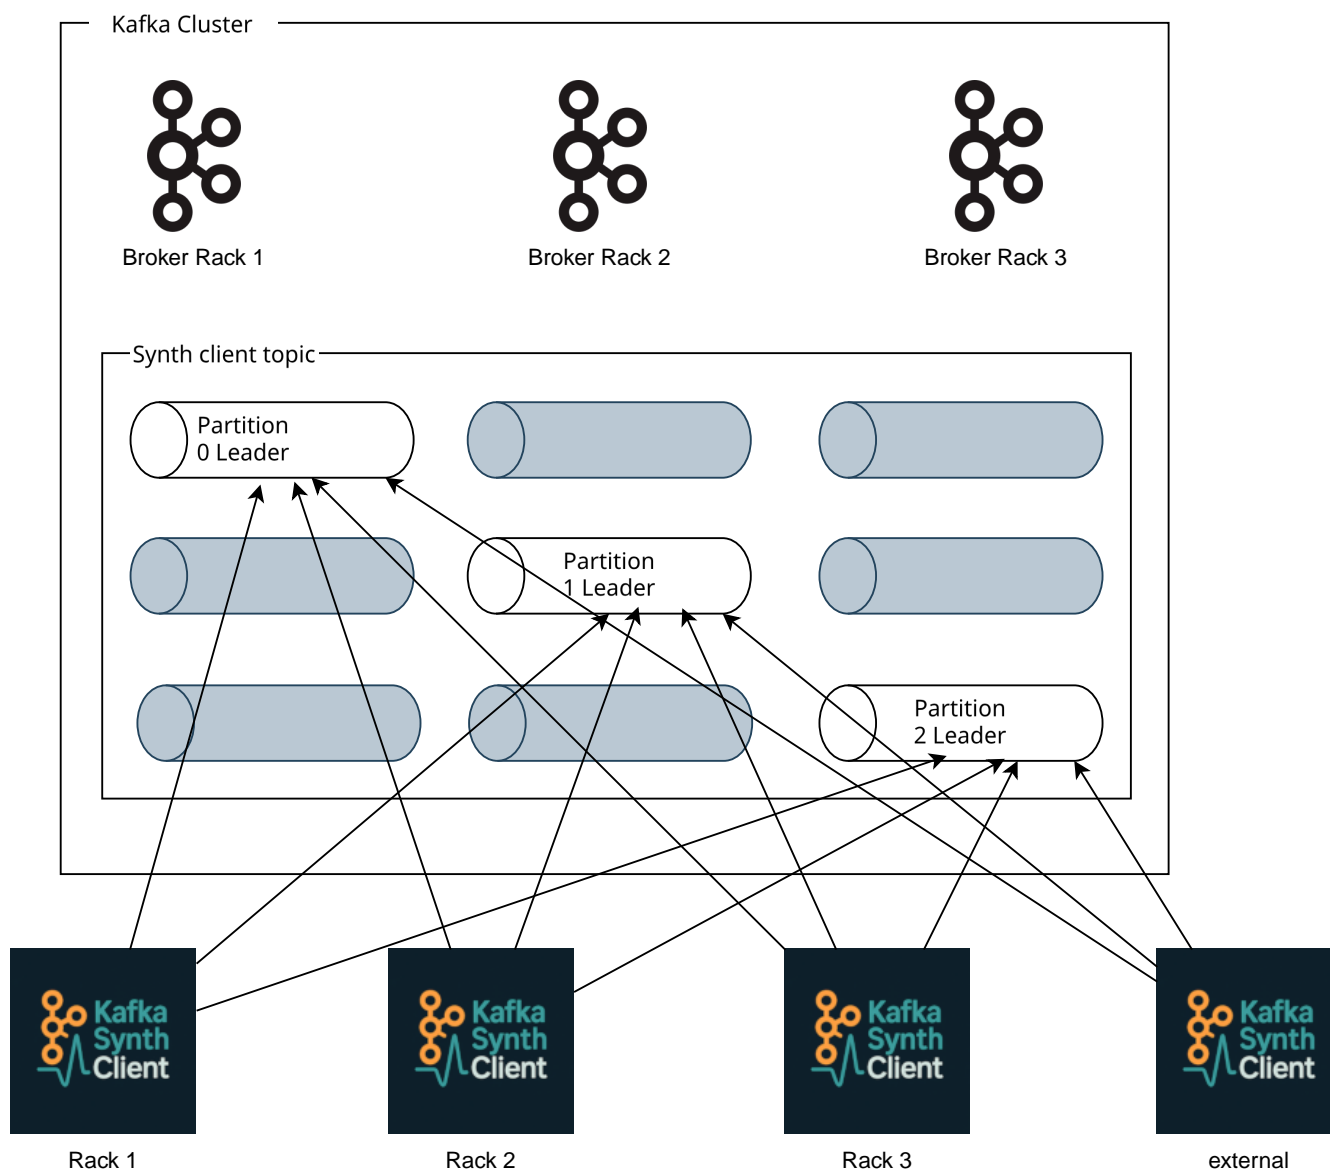 Kafka Cluster
Broker Rack 1
Broker Rack 2
Broker Rack 3
Synth client topic
Partition
0 Leader
Partition
1 Leader
Partition
2 Leader
Kafka
Synth
Client
Kafka
Synth
Client
Kafka
Synth
Client
Kafka
Synth
Client
Rack 1
Rack 2
Rack 3
external